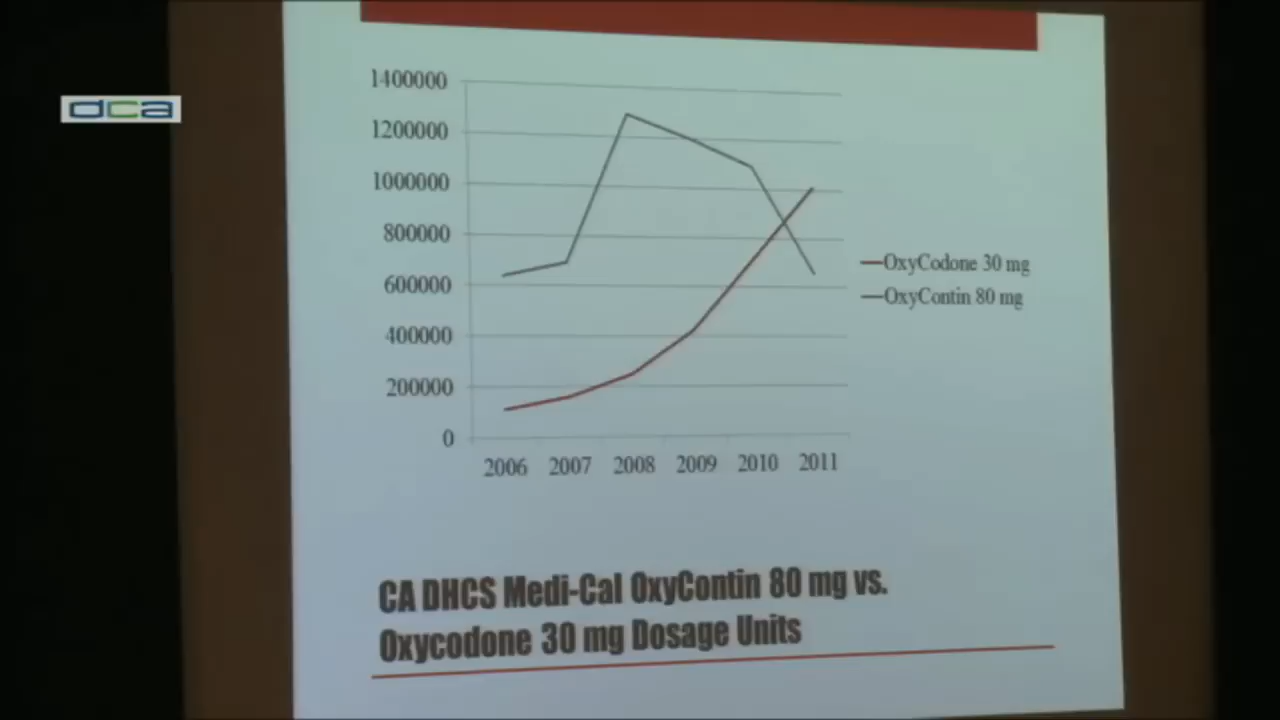 dca
1400000
1200000
1000000
800000
600000
400000
200000
0
2006 2007 2008 2009 2010 2011
OxyCodone 30 mg
OxyContin 80 mg
CA DHCS Medi-Cal OxyContin 80 mg vs.
Oxycodone 30 mg Dosage Units